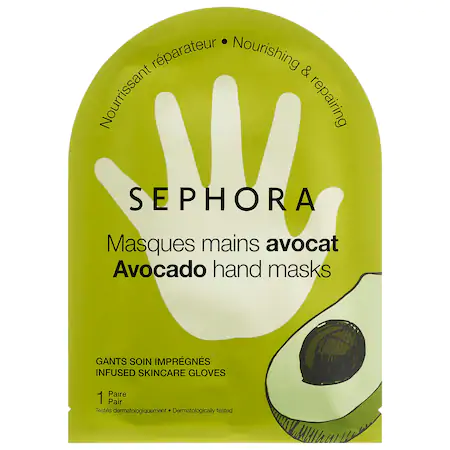 Nourrissant réparateur • Nourishing & repairing
SEPHORA
Masques mains avocat
Avocado hand masks
GANTS SOIN IMPRÉGNÉS
INFUSED SKINCARE GLOVES
1 Paire
Pair
Testés dermatologiquement • Dermatologically tested